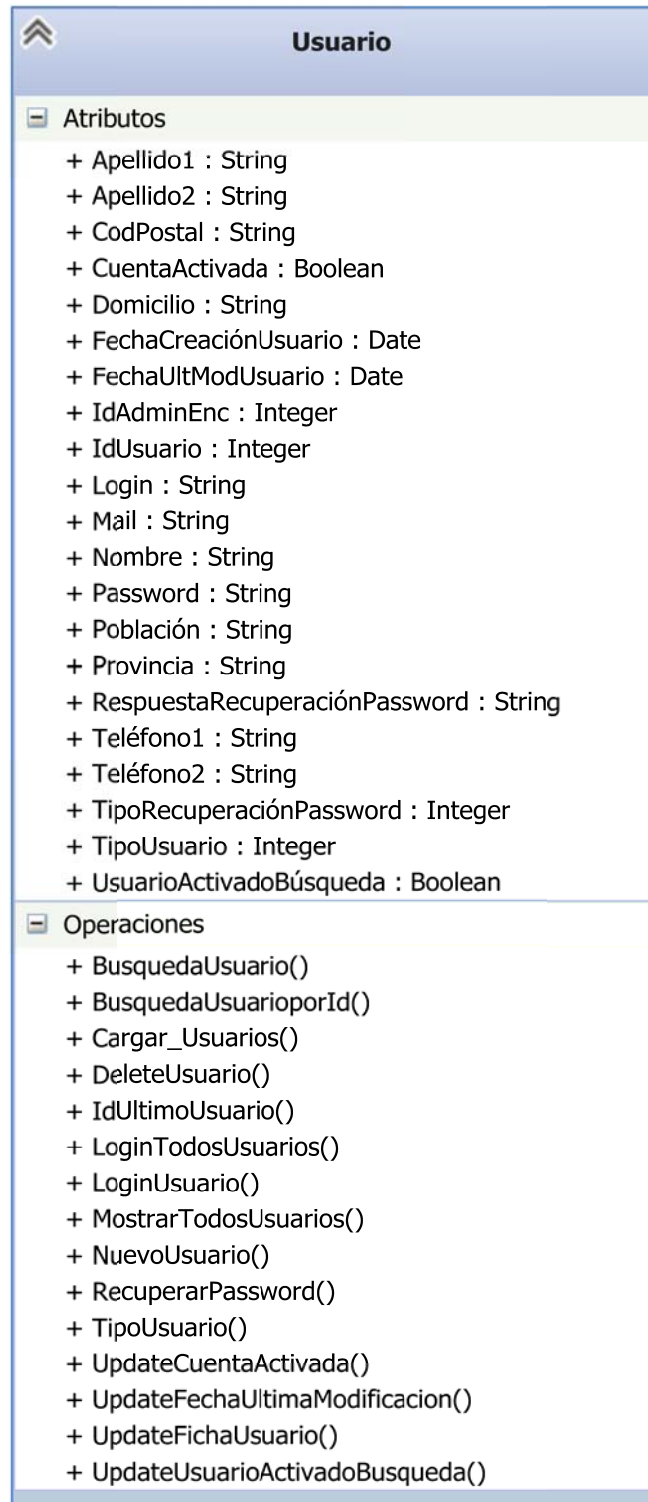 Usuario
Atributos
+ Apellido1 : String
+ Apellido2 : String
+ CodPostal : String
+ CuentaActivada : Boolean
+ Domicilio : String
+ FechaCreaciónUsuario : Date
+ FechaUltModUsuario : Date
+ IdAdminEnc : Integer
+ IdUsuario : Integer
+ Login : String
+ Mail : String
+ Nombre : String
+ Password : String
+ Población : String
+ Provincia : String
+ RespuestaRecuperaciónPassword : String
+ Teléfono1 : String
+ Teléfono2 : String
+ TipoRecuperaciónPassword : Integer
+ TipoUsuario : Integer
+ UsuarioActivadoBúsqueda : Boolean
Operaciones
+ BusquedaUsuario()
+ BusquedaUsuarioporId()
+ Cargar_Usuarios()
+ DeleteUsuario()
+ IdUltimoUsuario()
+ LoginTodosUsuarios()
+ LoginUsuario()
+ MostrarTodosUsuarios()
+ NuevoUsuario()
+ RecuperarPassword()
+ TipoUsuario()
+ UpdateCuentaActivada()
+ UpdateFechaUltimaModificacion()
+ UpdateFichaUsuario()
+ UpdateUsuarioActivadoBusqueda()